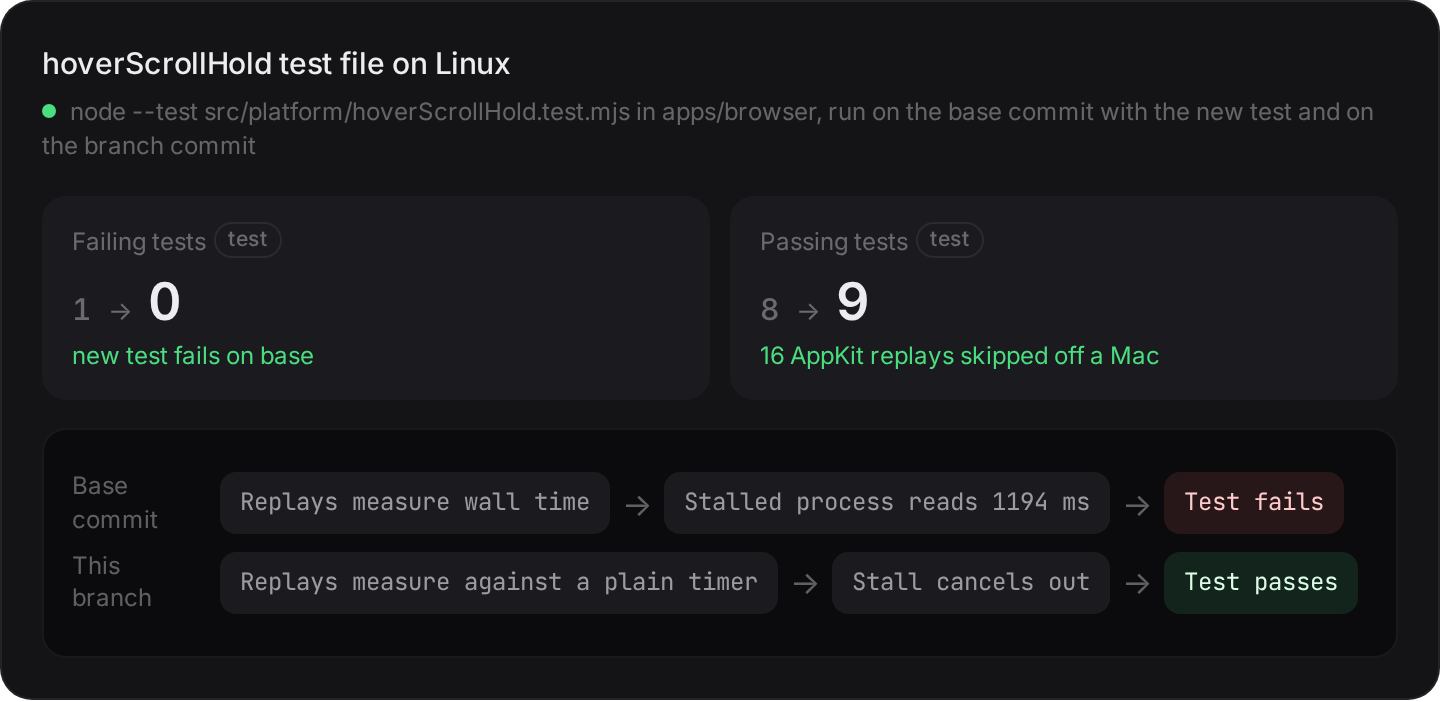 hoverScrollHold test file on Linux
node --test src/platform/hoverScrollHold.test.mjs in apps/browser, run on the base commit with the new test and on
the branch commit
Failing tests test
1 → 0
new test fails on base
Passing tests test
8 → 9
16 AppKit replays skipped off a Mac
Base
commit
Replays measure wall time → Stalled process reads 1194 ms → Test fails
This
branch
Replays measure against a plain timer → Stall cancels out → Test passes